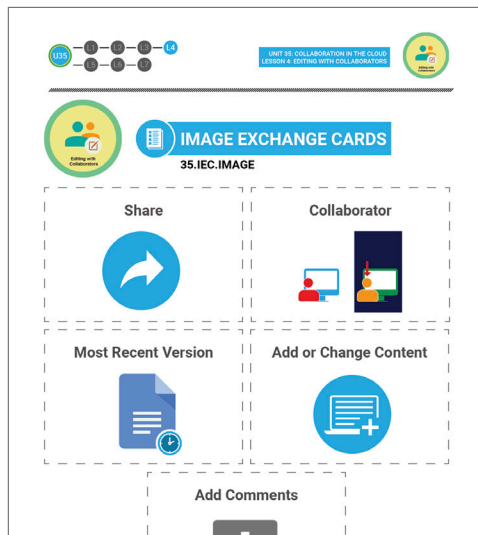 U35
L1
L2
L3
L4
L5
L6
L7
UNIT 35: COLLABORATION IN THE CLOUD
LESSON 4: EDITING WITH COLLABORATORS
Editing with
Collaborators
Editing with
Collaborators
IMAGE EXCHANGE CARDS
35.IEC.IMAGE
Share
Collaborator
Most Recent Version
Add or Change Content
Add Comments